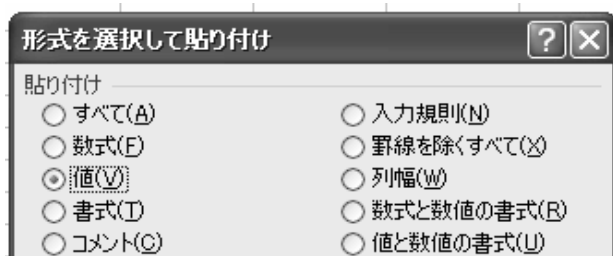 形式を選択して貼り付け
貼り付け
すべて(A) 入力規則(N)
数式(F) 罫線を除くすべて(X)
値(V) 列幅(W)
書式(T) 数式と数値の書式(R)
コメント(C) 値と数値の書式(U)